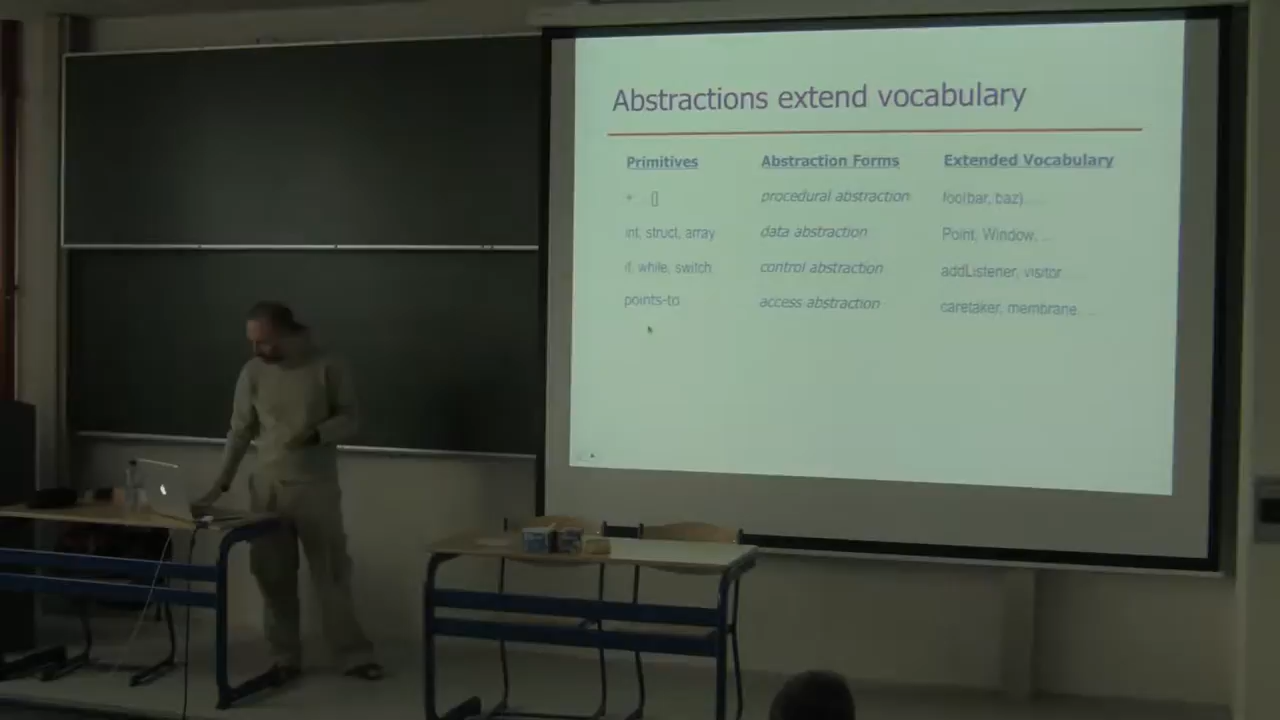 Abstractions extend vocabulary
Primitives Abstraction Forms Extended Vocabulary
+ [] procedural abstraction foo(bar, baz)...
int, struct, array data abstraction Point, Window, ...
if, while, switch control abstraction addListener, visitor
points-to access abstraction caretaker, membrane ...